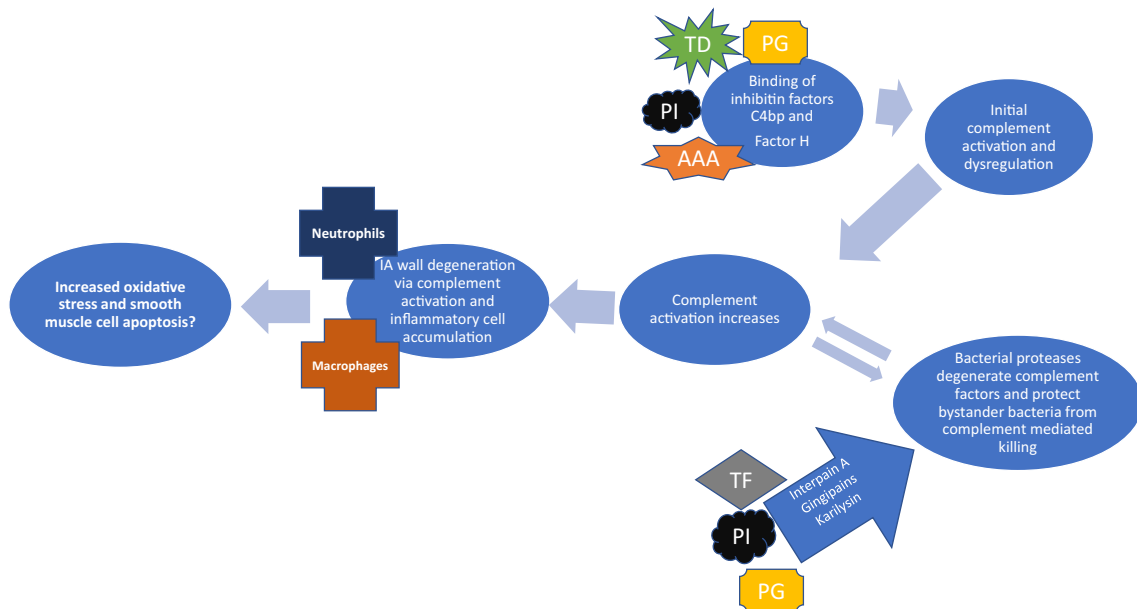 TD
PG
PI
AAA
Binding of
inhibitin factors
C4bp and
Factor H
Initial
complement
activation and
dysregulation
Neutrophils
Macrophages
Increased oxidative
stress and smooth
muscle cell apoptosis?
IA wall degeneration
via complement
activation and
inflammatory cell
accumulation
Complement
activation increases
Bacterial proteases
degenerate complement
factors and protect
bystander bacteria from
complement mediated
killing
TF
PI
PG
Interpain A
Gingipains
Karilysin